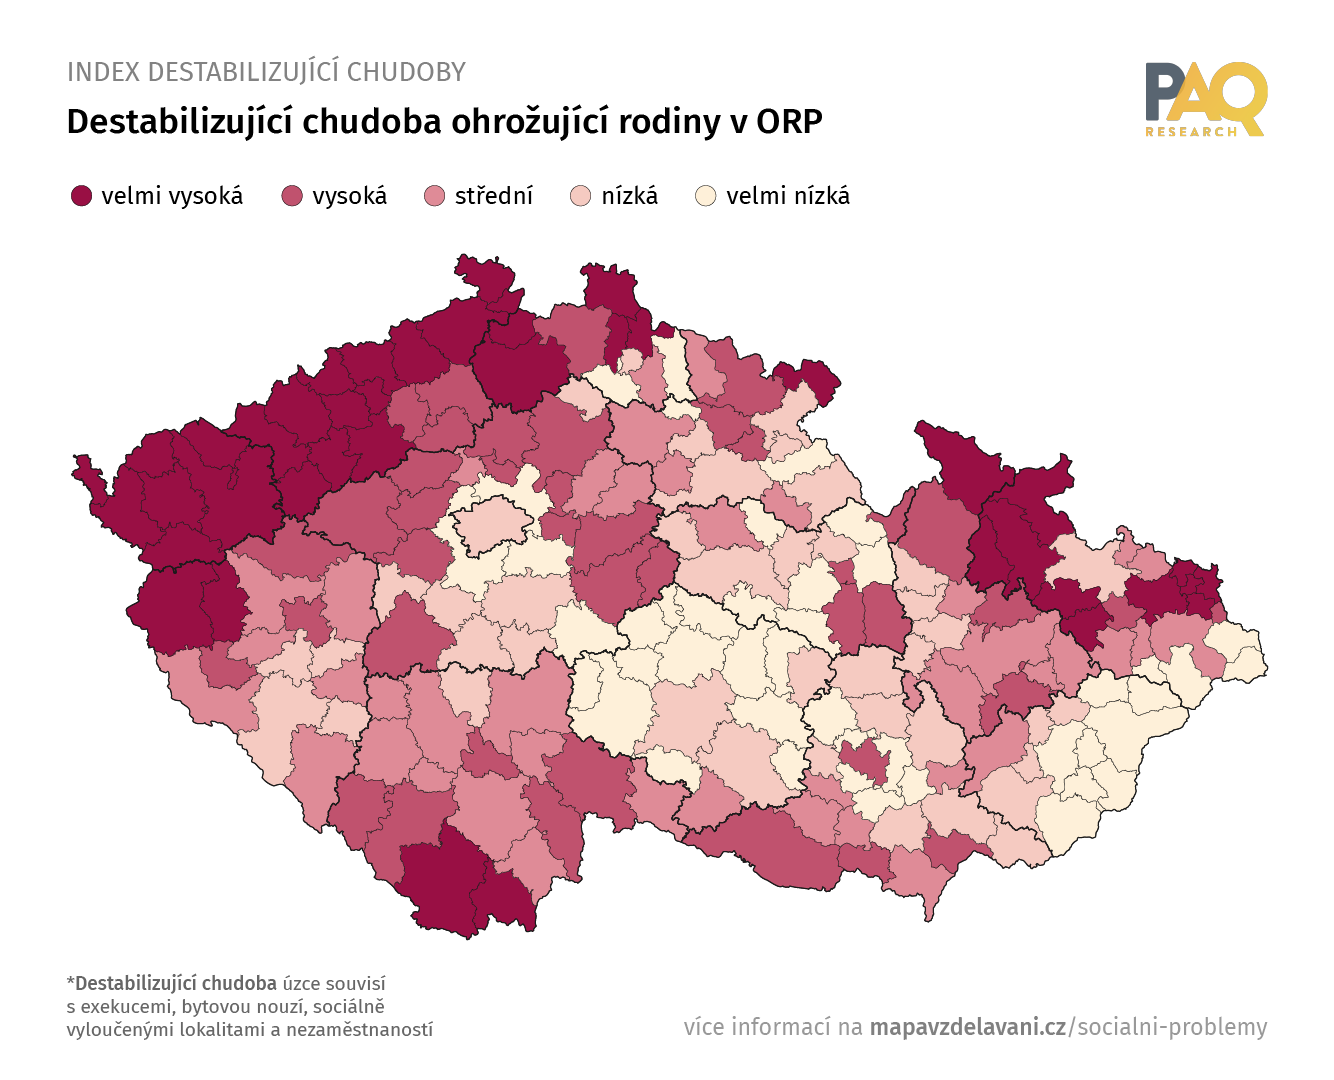 INDEX DESTABILIZUJÍCÍ CHUDOBY
Destabilizující chudoba ohrožující rodiny v ORP
PAQ
RESEARCH
velmi vysoká vysoká střední nízká velmi nízká
*Destabilizující chudoba úzce souvisí
s exekucemi, bytovou nouzí, sociálně
vyloučenými lokalitami a nezaměstnaností
více informací na mapavzdelavani.cz/socialni-problemy